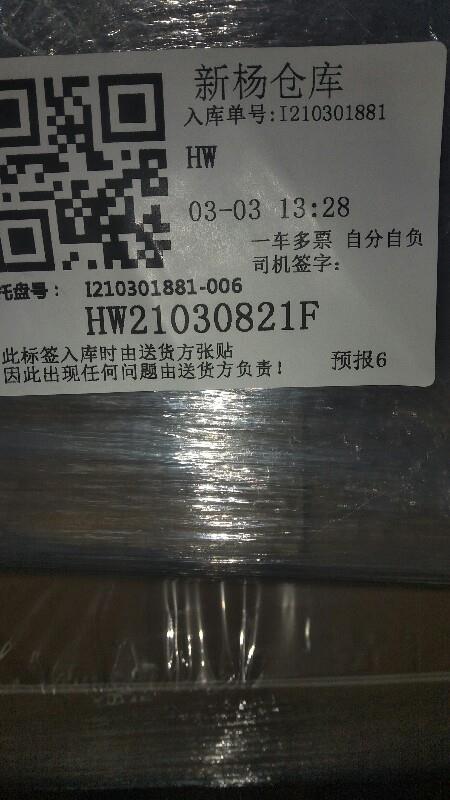 新杨仓库
入库单号:I210301881
HW
03-03 13:28
一车多票 自分自负
司机签字:
托盘号: I210301881-006
HW21030821F
此标签入库时由送货方张贴
因此出现任何问题由送货方负责!
预报6